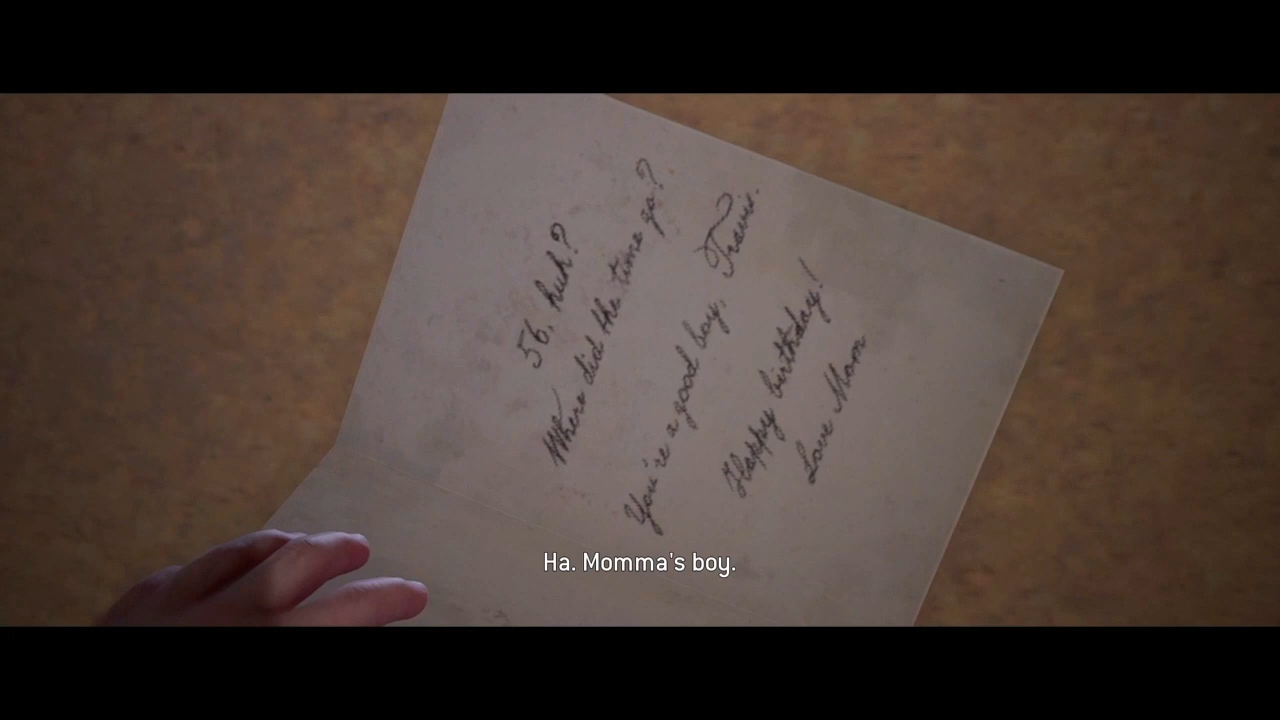 56, huh?
Where did the time go?
You're a good boy, Travis.
Happy birthday!
Love Mom
Ha. Momma's boy.